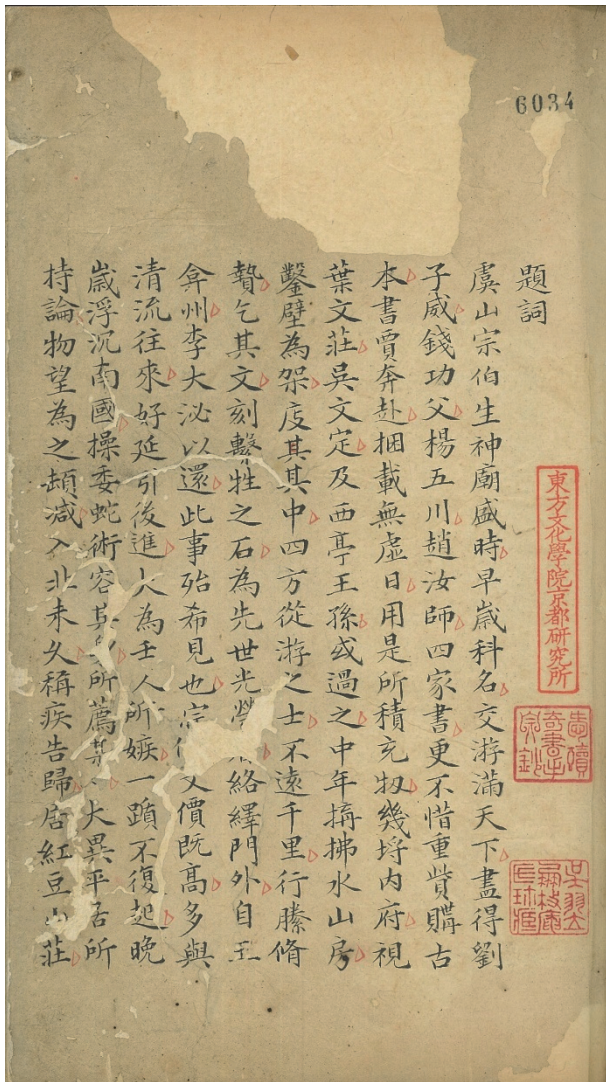 6034
題詞
虞山宗伯生神廟盛時早歲科名交游滿天下盡得劉
子威錢功父楊五川趙汝師四家書更不惜重貲購古
本書賈奔赴捆載無虛日用是所積充牣幾埒内府視
葉文莊吳文定及西亭王孫或過之中年搆拂水山房
鑿壁為架庋其其中四方從游之士不遠千里行縢脩
贄乞其文刻繫牲之石為先世光絡繹門外自王
弇州李大泌以還此事殆希見也宗文價既高多與
清流往來好延引後進大為壬人所嫉一躓不復起晚
歲浮沉南國操委蛇術容其所薦某大異平居所
持論物望為之頓減入北未久稱疾告歸居紅豆山莊
東方文化學院京都研究所